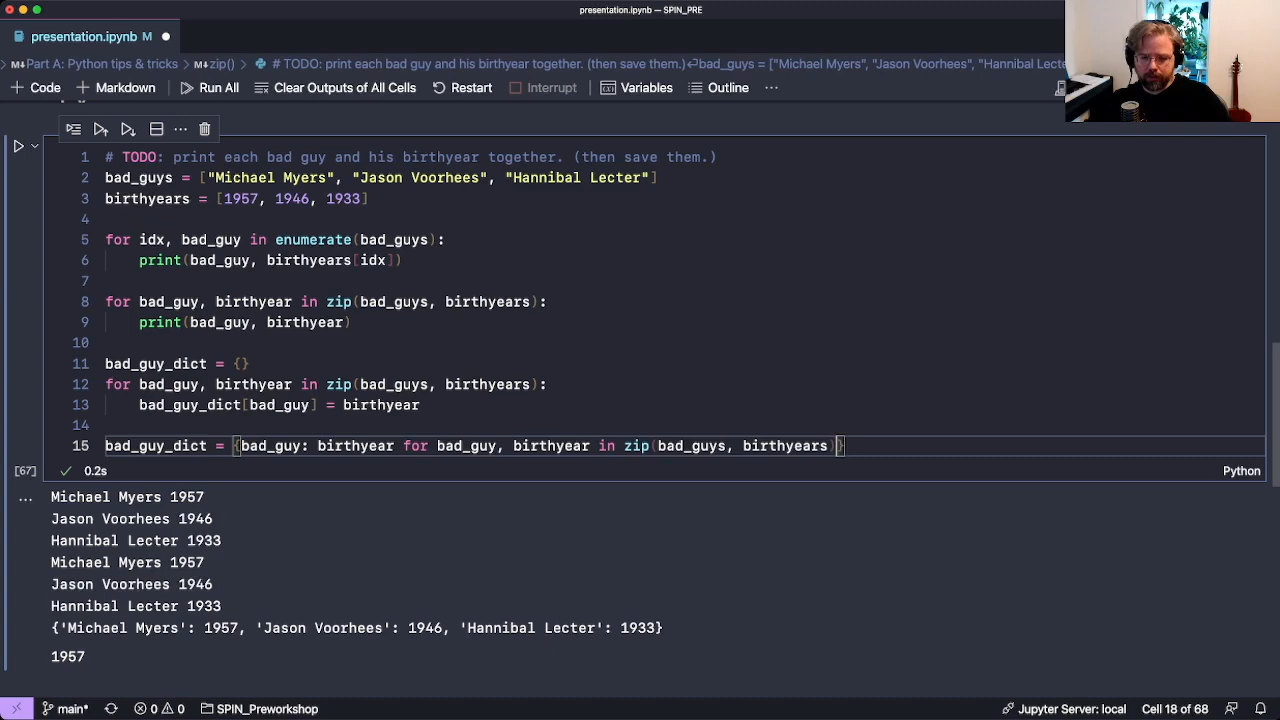 presentation.ipynb — SPIN_PRE
presentation.ipynb M
Part A: Python tips & tricks > M↓zip() > # TODO: print each bad guy and his birthyear together. (then save them.)↵bad_guys = ["Michael Myers", "Jason Voorhees", "Hannibal Lecte
+ Code + Markdown Run All Clear Outputs of All Cells Restart Interrupt Variables Outline ...
1 # TODO: print each bad guy and his birthyear together. (then save them.)
2 bad_guys = ["Michael Myers", "Jason Voorhees", "Hannibal Lecter"]
3 birthyears = [1957, 1946, 1933]
4
5 for idx, bad_guy in enumerate(bad_guys):
6 print(bad_guy, birthyears[idx])
7
8 for bad_guy, birthyear in zip(bad_guys, birthyears):
9 print(bad_guy, birthyear)
10
11 bad_guy_dict = {}
12 for bad_guy, birthyear in zip(bad_guys, birthyears):
13 bad_guy_dict[bad_guy] = birthyear
14
15 bad_guy_dict = {bad_guy: birthyear for bad_guy, birthyear in zip(bad_guys, birthyears)}
[67] ✓ 0.2s Python
... Michael Myers 1957
Jason Voorhees 1946
Hannibal Lecter 1933
Michael Myers 1957
Jason Voorhees 1946
Hannibal Lecter 1933
{'Michael Myers': 1957, 'Jason Voorhees': 1946, 'Hannibal Lecter': 1933}
1957
main* 0 0 SPIN_Preworkshop Jupyter Server: local Cell 18 of 68